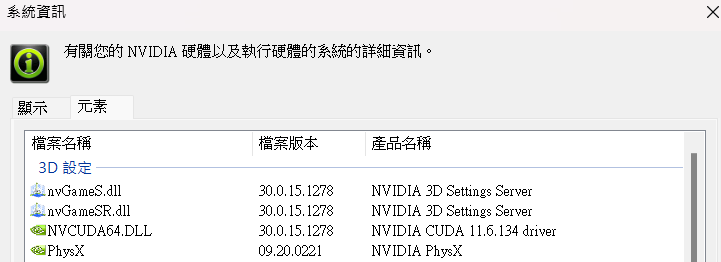 系統資訊
有關您的 NVIDIA 硬體以及執行硬體的系統的詳細資訊。
顯示 元素
檔案名稱 檔案版本 產品名稱
3D 設定
nvGameS.dll 30.0.15.1278 NVIDIA 3D Settings Server
nvGameSR.dll 30.0.15.1278 NVIDIA 3D Settings Server
NVCUDA64.DLL 30.0.15.1278 NVIDIA CUDA 11.6.134 driver
PhysX 09.20.0221 NVIDIA PhysX